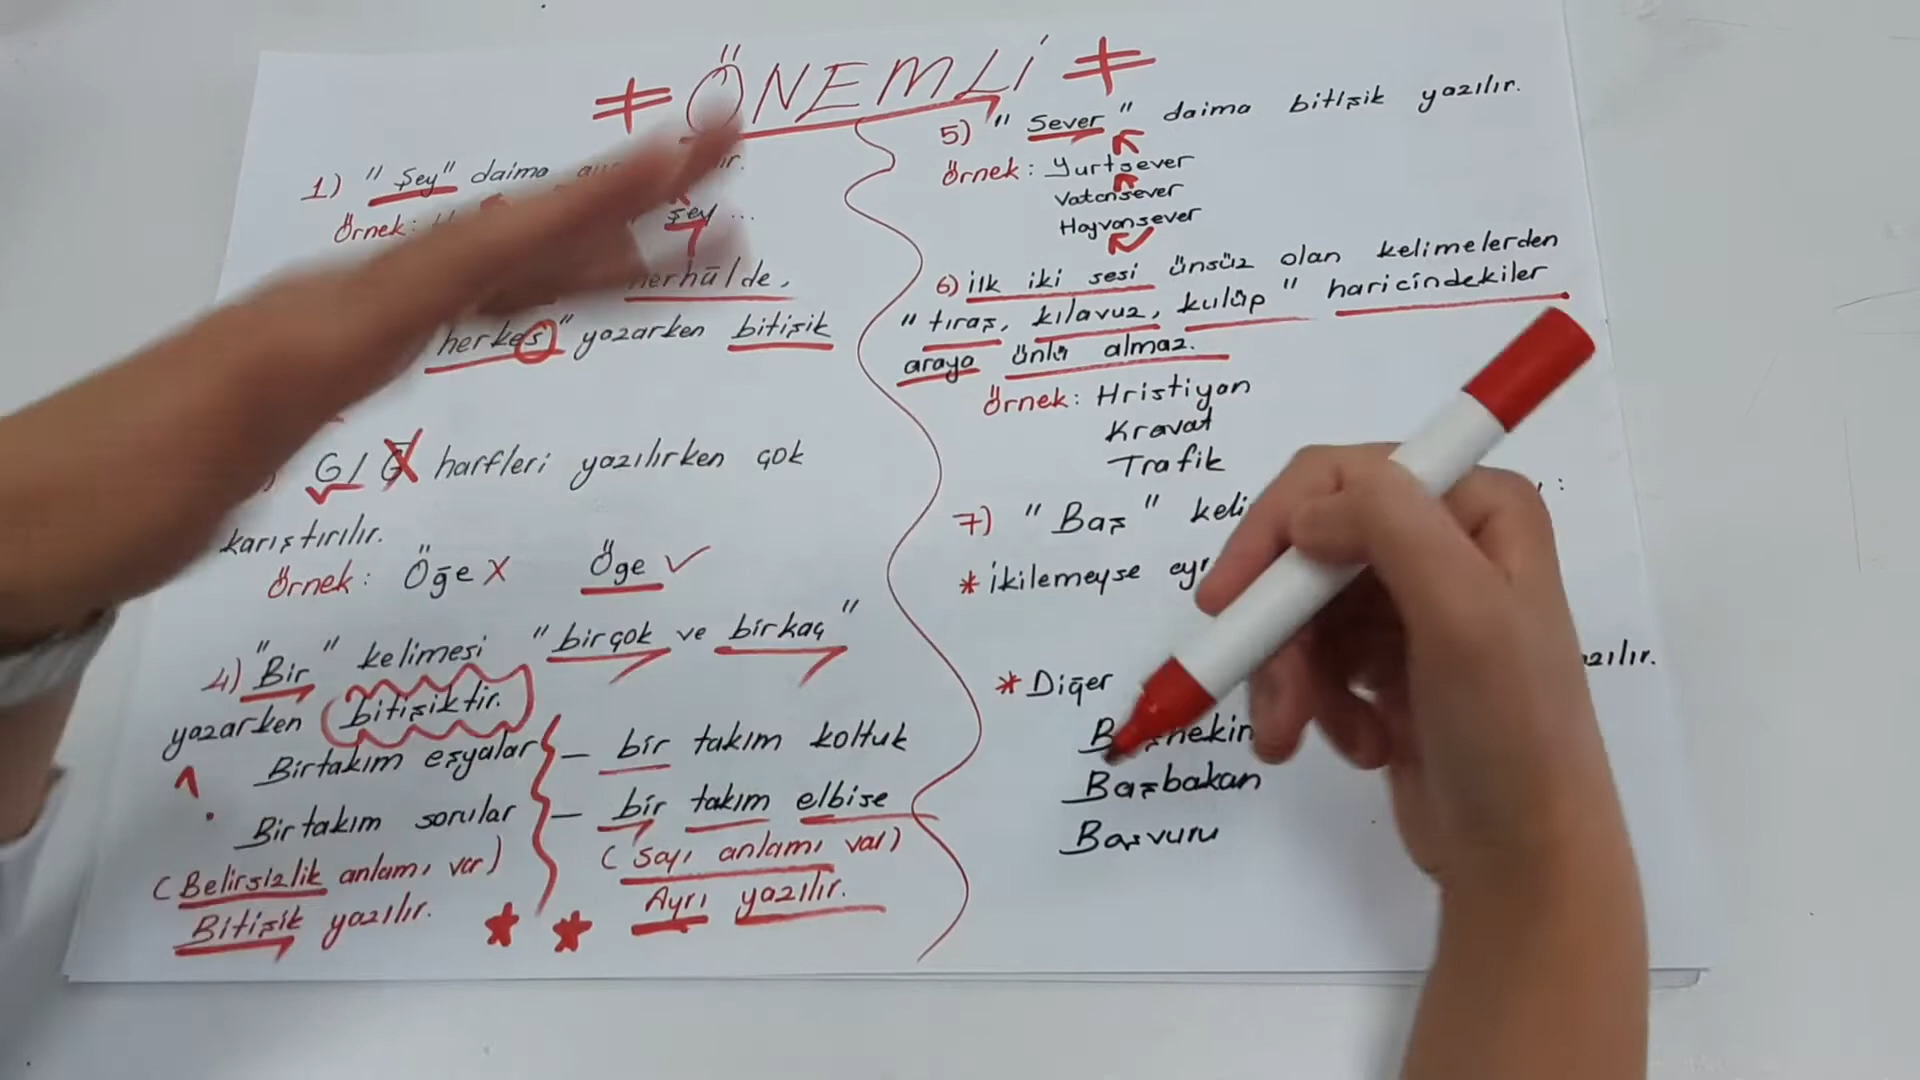 ÖNEMLİ
1) "Şey" daima
Örnek: şey...
herhâlde,
herkes" yazarken bitişik
G / Ğ harfleri yazılırken çok
karıştırılır.
Örnek: Öğe X Öge ✓
4) "Bir" kelimesi "birçok ve birkaç"
yazarken bitişiktir.
Birtakım eşyalar
Birtakım sorular
(Belirsizlik anlamı var)
Bitişik yazılır.
— bir takım koltuk
— bir takım elbise
(Sayı anlamı var)
Ayrı yazılır.
5) "Sever" daima bitişik yazılır.
Örnek: Yurtsever
Vatansever
Hayvansever
6) İlk iki sesi ünsüz olan kelimelerden
"tıraş, kılavuz, kulüp" haricindekiler
araya ünlü almaz.
Örnek: Hristiyan
Kravat
Trafik
7) "Baş"
* İkilemeyse
* Diğer
Başbakan
Başvuru